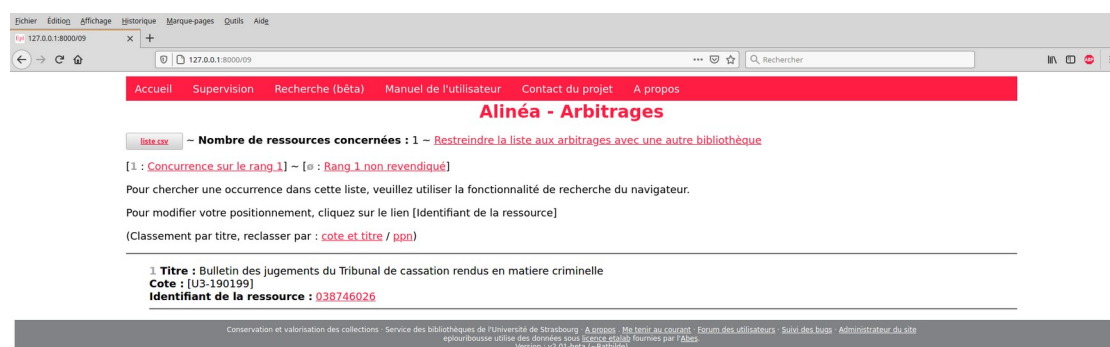 Fichier Édition Affichage Historique Marque-pages Outils Aide
127.0.0.1:8000/09 × +
127.0.0.1:8000/09 ... Rechercher
Accueil Supervision Recherche (bêta) Manuel de l'utilisateur Contact du projet A propos
Alinéa - Arbitrages
liste csv ~ Nombre de ressources concernées : 1 ~ Restreindre la liste aux arbitrages avec une autre bibliothèque
[1 : Concurrence sur le rang 1] ~ [ø : Rang 1 non revendiqué]
Pour chercher une occurrence dans cette liste, veuillez utiliser la fonctionnalité de recherche du navigateur.
Pour modifier votre positionnement, cliquez sur le lien [Identifiant de la ressource]
(Classement par titre, reclasser par : cote et titre / ppn)
1 Titre : Bulletin des jugements du Tribunal de cassation rendus en matiere criminelle
Cote : [U3-190199]
Identifiant de la ressource : 038746026
Conservation et valorisation des collections · Service des bibliothèques de l'Université de Strasbourg · A propos · Me tenir au courant · Forum des utilisateurs · Suivi des bugs · Administrateur du site
eplouribousse utilise des données sous licence etalab fournies par l'Abes.
Version : v2.01-beta (~Bathilde)